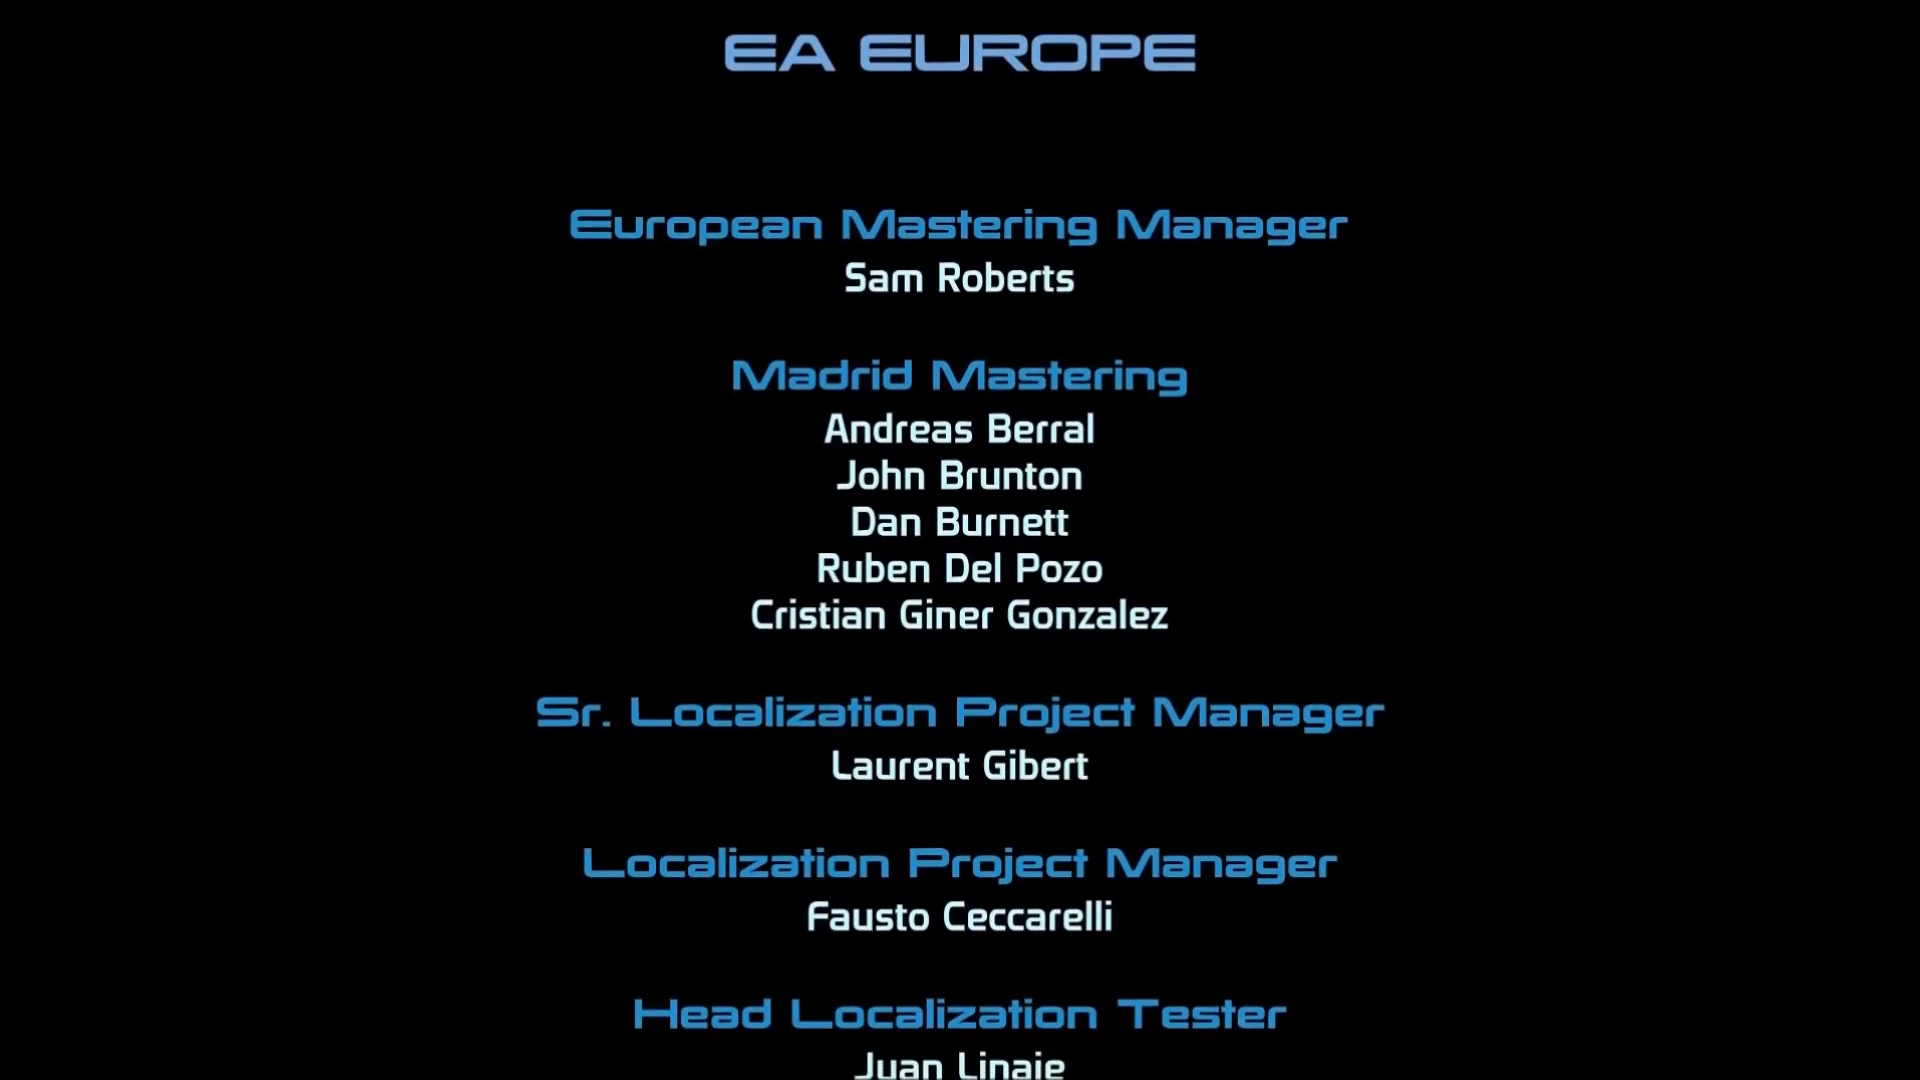 EA EUROPE
European Mastering Manager
Sam Roberts
Madrid Mastering
Andreas Berral
John Brunton
Dan Burnett
Ruben Del Pozo
Cristian Giner Gonzalez
Sr. Localization Project Manager
Laurent Gibert
Localization Project Manager
Fausto Ceccarelli
Head Localization Tester
Juan Linaje